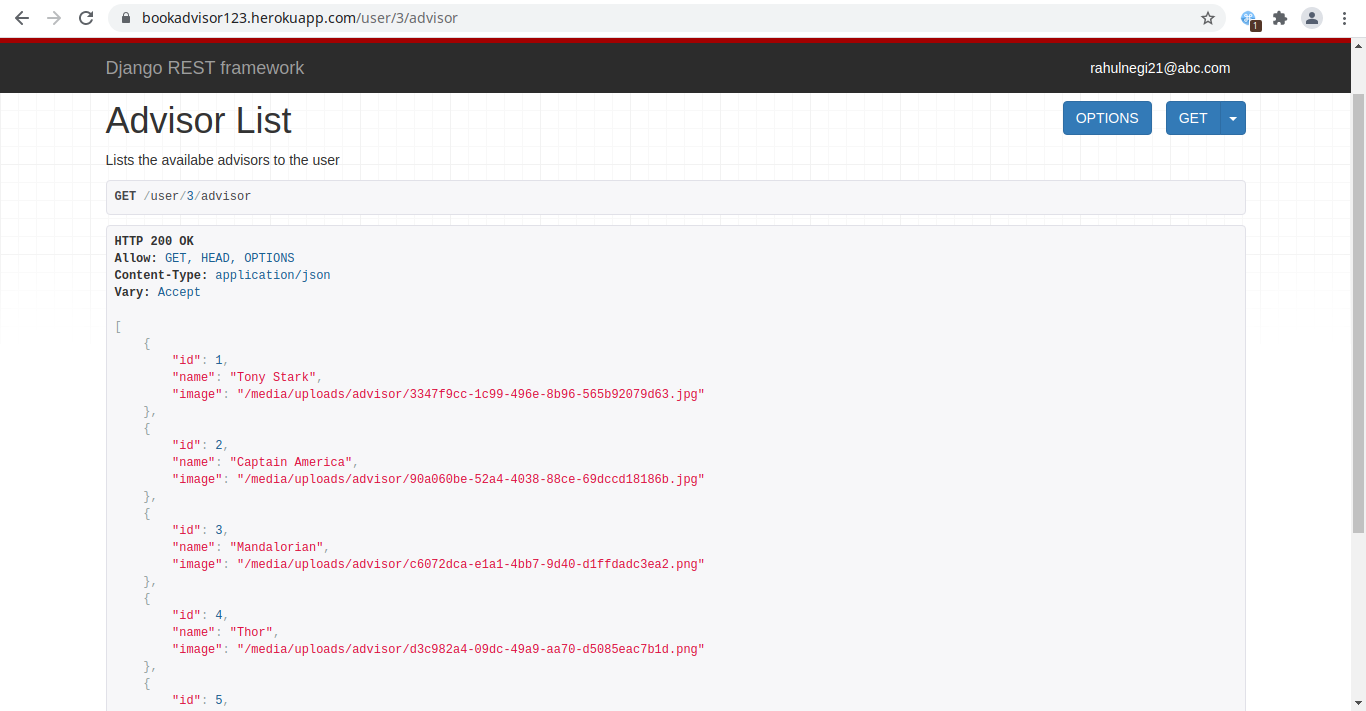 bookadvisor123.herokuapp.com/user/3/advisor
1
Django REST framework
rahulnegi21@abc.com
Advisor List
OPTIONS
GET
Lists the availabe advisors to the user
GET /user/3/advisor
HTTP 200 OK
Allow: GET, HEAD, OPTIONS
Content-Type: application/json
Vary: Accept
[
{
"id": 1,
"name": "Tony Stark",
"image": "/media/uploads/advisor/3347f9cc-1c99-496e-8b96-565b92079d63.jpg"
},
{
"id": 2,
"name": "Captain America",
"image": "/media/uploads/advisor/90a060be-52a4-4038-88ce-69dccd18186b.jpg"
},
{
"id": 3,
"name": "Mandalorian",
"image": "/media/uploads/advisor/c6072dca-e1a1-4bb7-9d40-d1ffdadc3ea2.png"
},
{
"id": 4,
"name": "Thor",
"image": "/media/uploads/advisor/d3c982a4-09dc-49a9-aa70-d5085eac7b1d.png"
},
{
"id": 5,